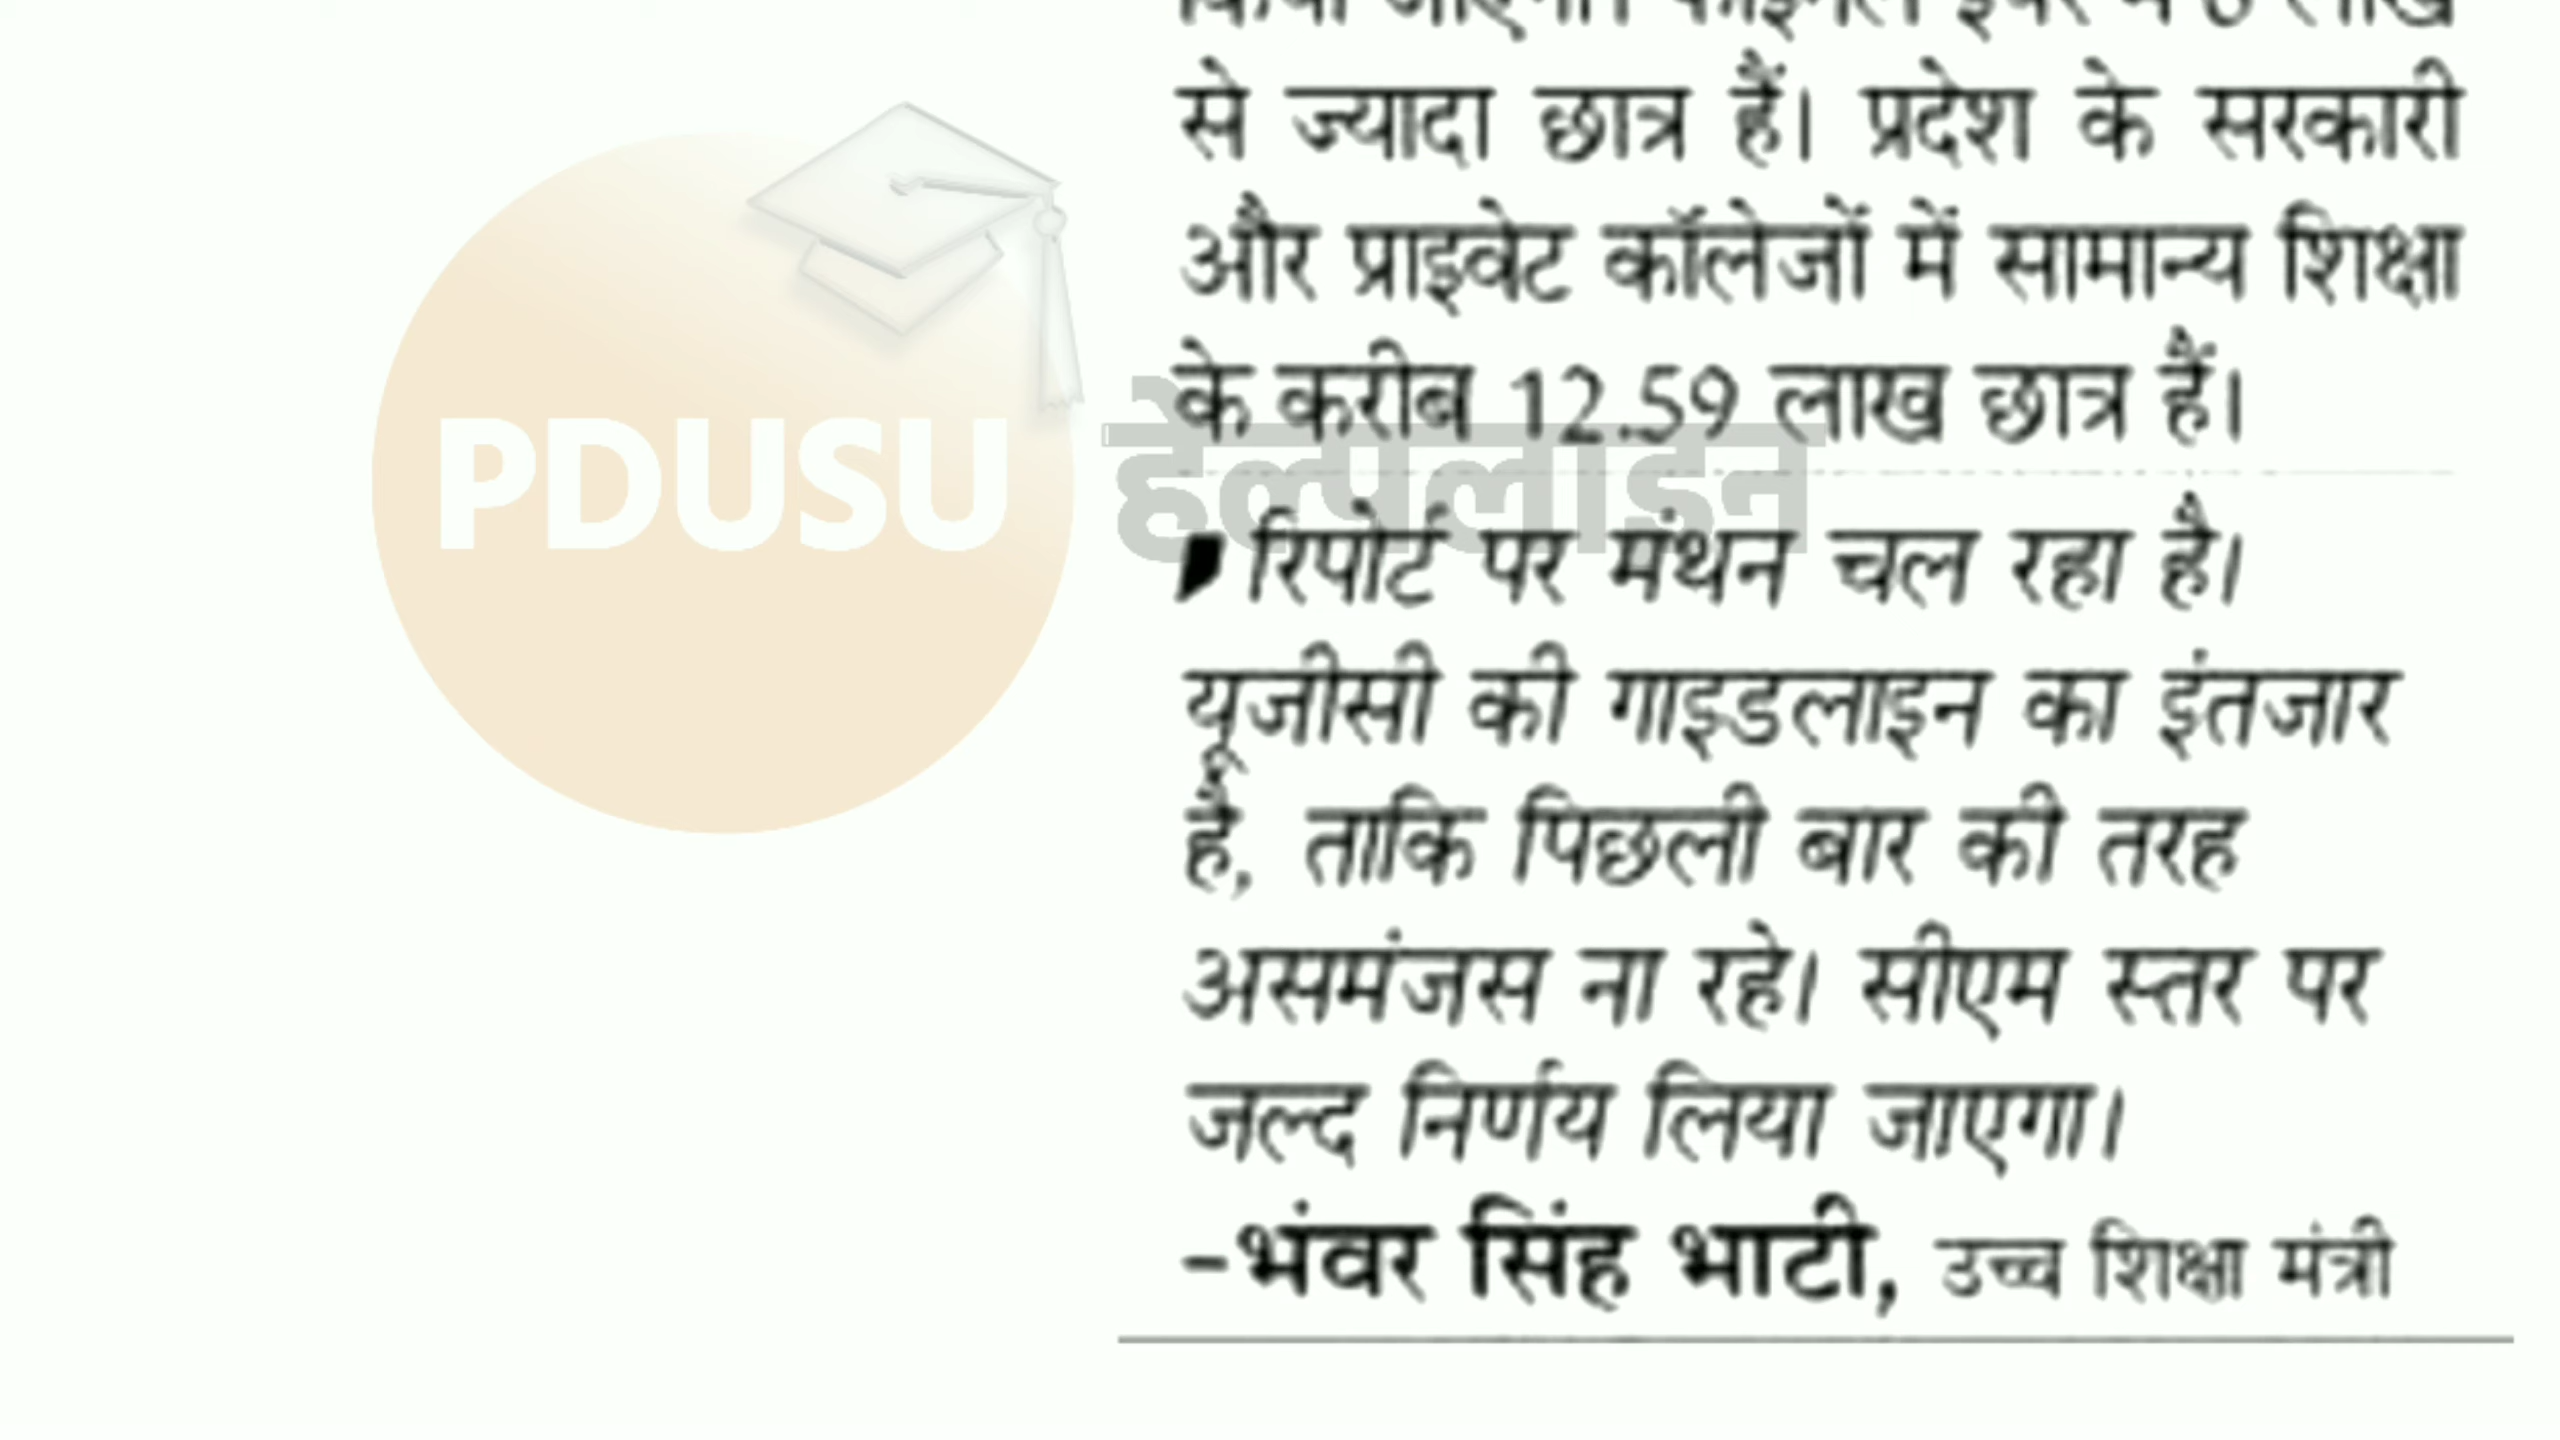 से ज्यादा छात्र हैं। प्रदेश के सरकारी
और प्राइवेट कॉलेजों में सामान्य शिक्षा
के करीब 12.59 लाख छात्र हैं।
PDUSU हेल्पलाइन
रिपोर्ट पर मंथन चल रहा है।
यूजीसी की गाइडलाइन का इंतजार
है, ताकि पिछली बार की तरह
असमंजस ना रहे। सीएम स्तर पर
जल्द निर्णय लिया जाएगा।
-भंवर सिंह भाटी, उच्च शिक्षा मंत्री